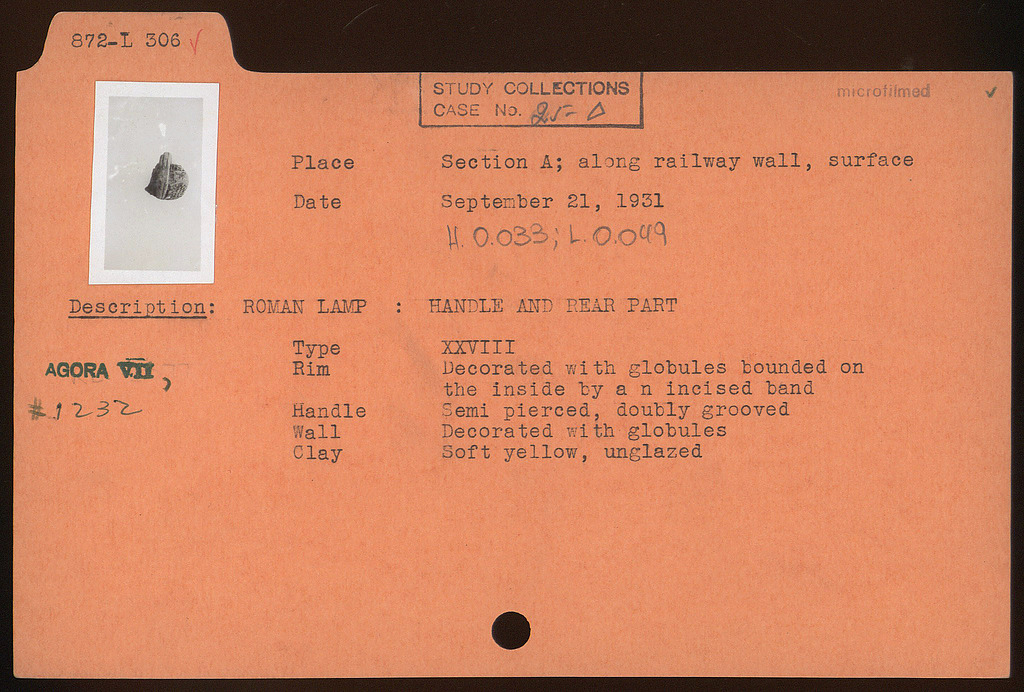 872-L 306 ✓
STUDY COLLECTIONS
CASE No. 25- Δ
microfilmed ✓
Place Section A; along railway wall, surface
Date September 21, 1931
H. 0.033; L. 0.049
Description: ROMAN LAMP : HANDLE AND REAR PART
Type XXVIII
AGORA VII,
Rim Decorated with globules bounded on
the inside by a n incised band
#1232
Handle Semi pierced, doubly grooved
Wall Decorated with globules
Clay Soft yellow, unglazed